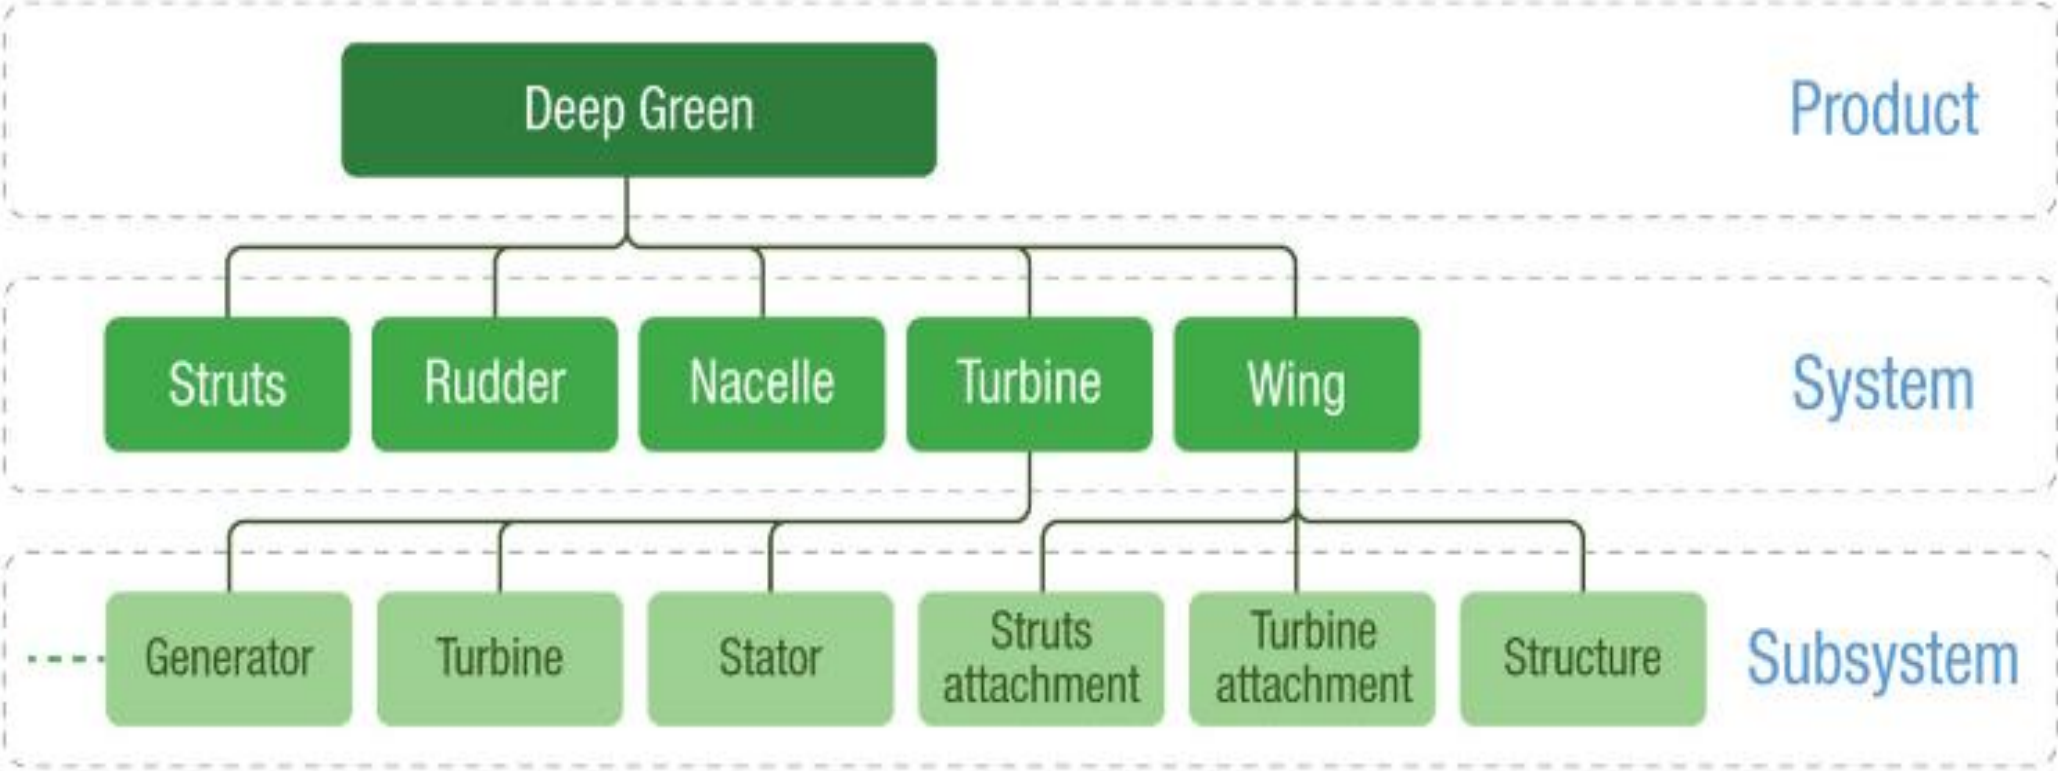 Deep Green
Product
Struts
Rudder
Nacelle
Turbine
Wing
System
Generator
Turbine
Stator
Struts
attachment
Turbine
attachment
Structure
Subsystem